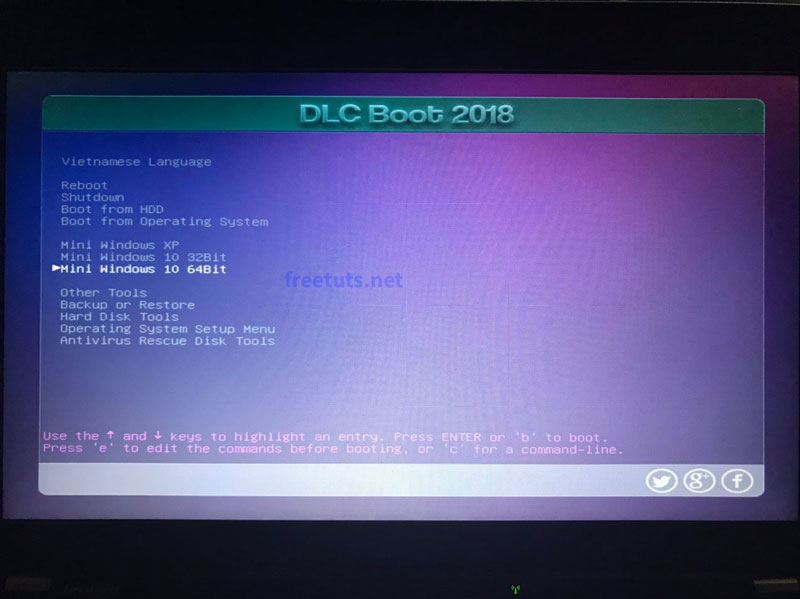 DLC Boot 2018
Vietnamese Language
Reboot
Shutdown
Boot from HDD
Boot from Operating System
Mini Windows XP
Mini Windows 10 32Bit
►Mini Windows 10 64Bit
freetuts.net
Other Tools
Backup or Restore
Hard Disk Tools
Operating System Setup Menu
Antivirus Rescue Disk Tools
Use the ↑ and ↓ keys to highlight an entry. Press ENTER or 'b' to boot.
Press 'e' to edit the commands before booting, or 'c' for a command-line.
g+
f